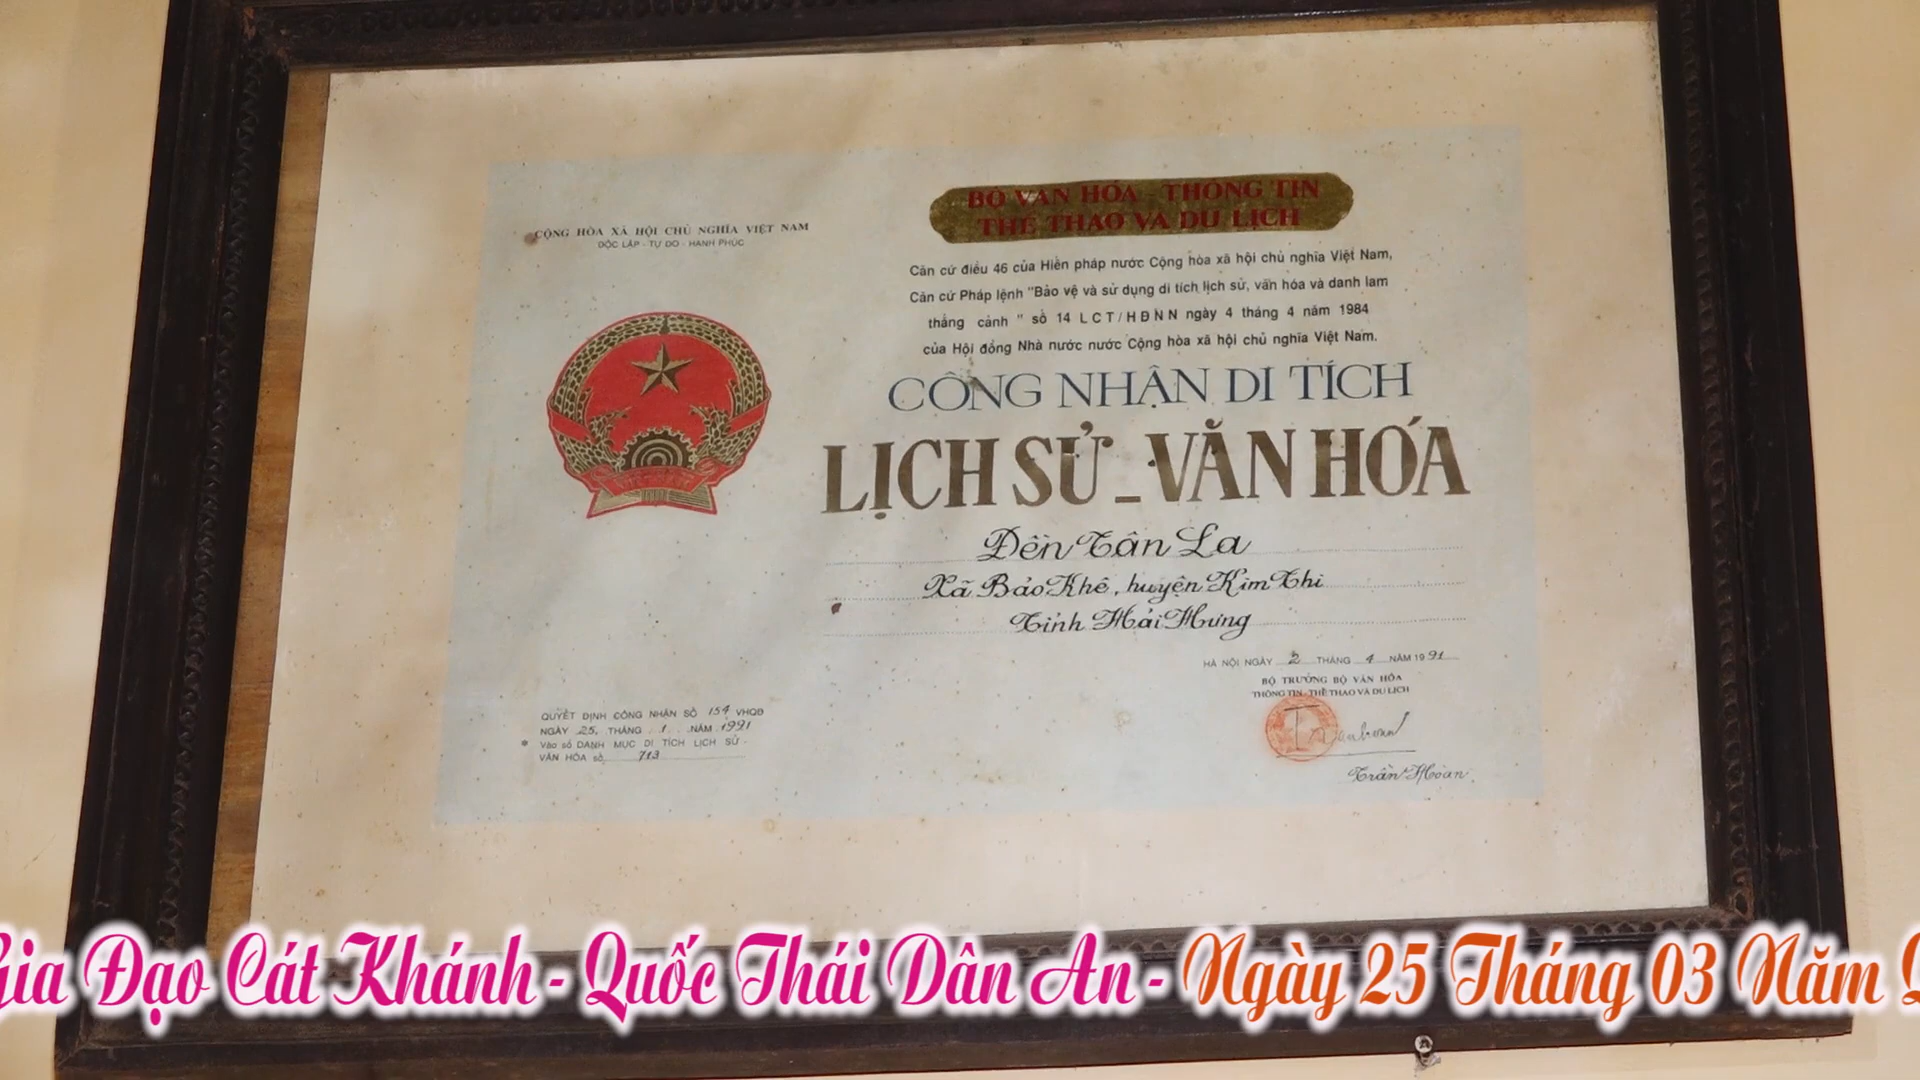 CỘNG HÒA XÃ HỘI CHỦ NGHĨA VIỆT NAM
ĐỘC LẬP - TỰ DO - HẠNH PHÚC
BỘ VĂN HÓA - THÔNG TIN
THỂ THAO VÀ DU LỊCH
Căn cứ điều 46 của Hiến pháp nước Cộng hòa xã hội chủ nghĩa Việt Nam,
Căn cứ Pháp lệnh "Bảo vệ và sử dụng di tích lịch sử, văn hóa và danh lam
thắng cảnh " số 14 LCT/HĐNN ngày 4 tháng 4 năm 1984
của Hội đồng Nhà nước nước Cộng hòa xã hội chủ nghĩa Việt Nam.
CÔNG NHẬN DI TÍCH
LỊCH SỬ - VĂN HÓA
Đền Tân La
Xã Bảo Khê, huyện Kim Thi
Tỉnh Hải Hưng
HÀ NỘI NGÀY 2 THÁNG 4 NĂM 1991
BỘ TRƯỞNG BỘ VĂN HÓA
THÔNG TIN - THỂ THAO VÀ DU LỊCH
Trần Hoàn
QUYẾT ĐỊNH CÔNG NHẬN SỐ 154 VHQĐ
NGÀY 25 THÁNG 1 NĂM 1991
Vào sổ DANH MỤC DI TÍCH LỊCH SỬ -
VĂN HÓA số 713
Gia Đạo Cát Khánh - Quốc Thái Dân An - Ngày 25 Tháng 03 Năm